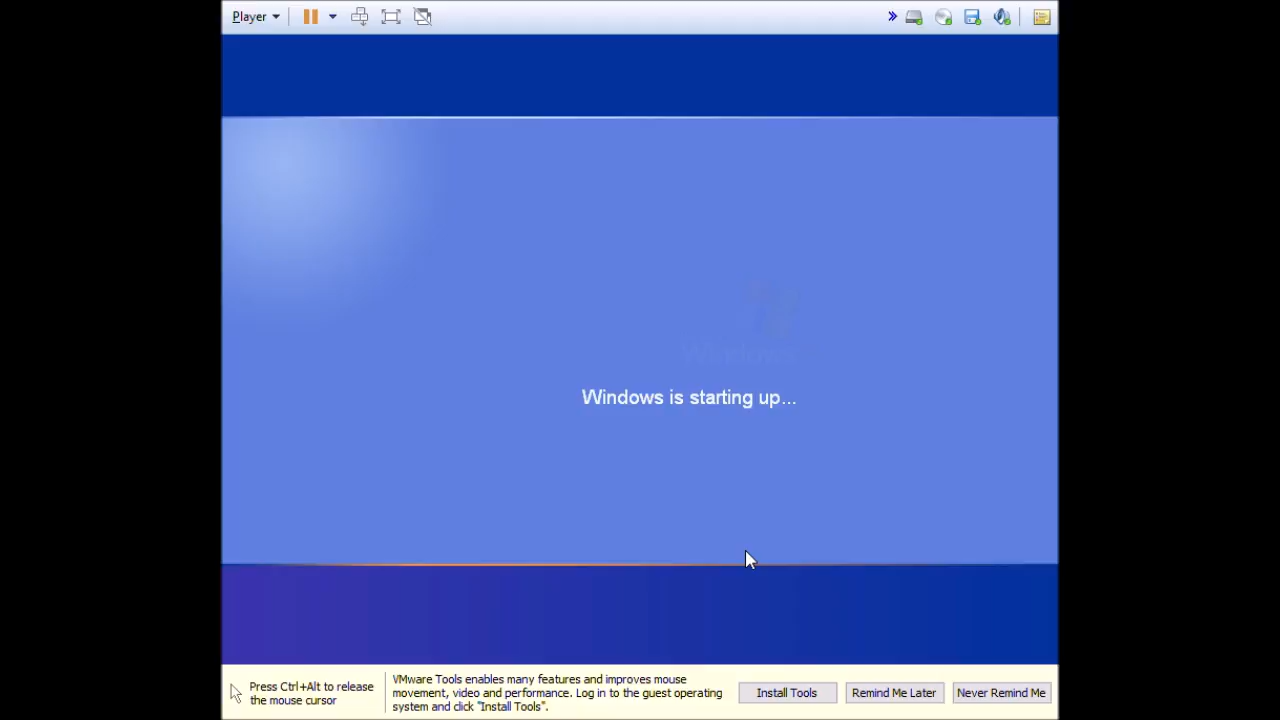 Player
Windows
Windows is starting up...
Press Ctrl+Alt to release
the mouse cursor
VMware Tools enables many features and improves mouse
movement, video and performance. Log in to the guest operating
system and click "Install Tools".
Install Tools
Remind Me Later
Never Remind Me